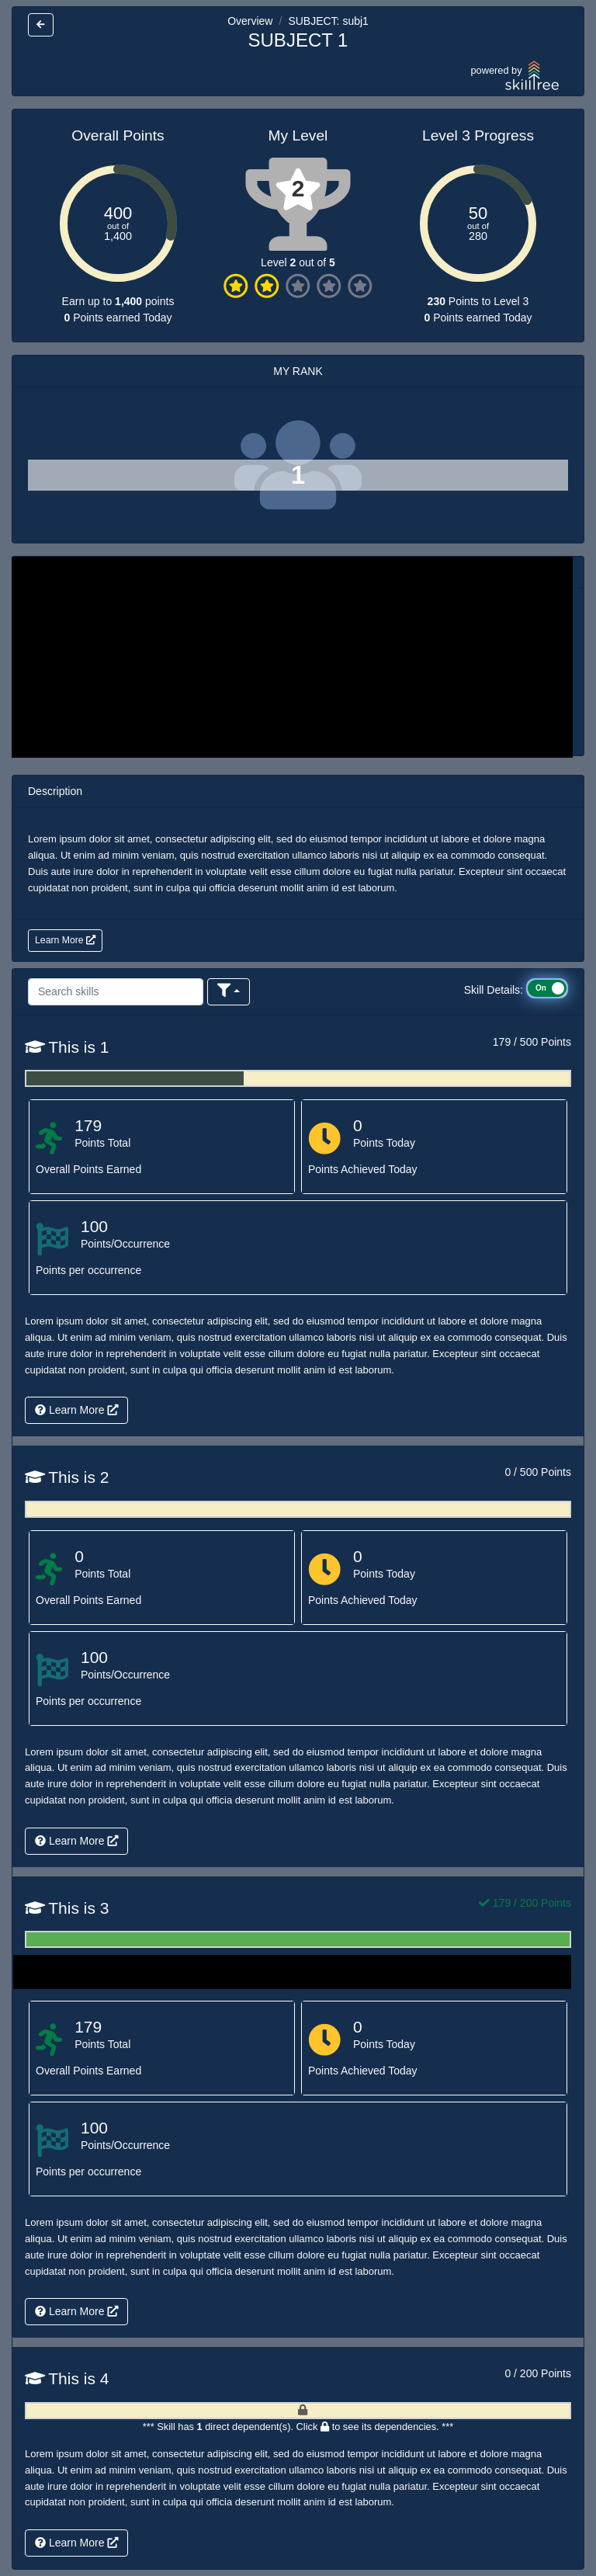 Overview / SUBJECT: subj1
SUBJECT 1
powered by
skilltree
Overall Points
400
out of
1,400
Earn up to 1,400 points
0 Points earned Today
My Level
2
Level 2 out of 5
Level 3 Progress
50
out of
280
230 Points to Level 3
0 Points earned Today
MY RANK
1
Description
Lorem ipsum dolor sit amet, consectetur adipiscing elit, sed do eiusmod tempor incididunt ut labore et dolore magna
aliqua. Ut enim ad minim veniam, quis nostrud exercitation ullamco laboris nisi ut aliquip ex ea commodo consequat.
Duis aute irure dolor in reprehenderit in voluptate velit esse cillum dolore eu fugiat nulla pariatur. Excepteur sint occaecat
cupidatat non proident, sunt in culpa qui officia deserunt mollit anim id est laborum.
Learn More
Search skills
Skill Details: On
This is 1
179 / 500 Points
179
Points Total
Overall Points Earned
0
Points Today
Points Achieved Today
100
Points/Occurrence
Points per occurrence
Lorem ipsum dolor sit amet, consectetur adipiscing elit, sed do eiusmod tempor incididunt ut labore et dolore magna
aliqua. Ut enim ad minim veniam, quis nostrud exercitation ullamco laboris nisi ut aliquip ex ea commodo consequat. Duis
aute irure dolor in reprehenderit in voluptate velit esse cillum dolore eu fugiat nulla pariatur. Excepteur sint occaecat
cupidatat non proident, sunt in culpa qui officia deserunt mollit anim id est laborum.
Learn More
This is 2
0 / 500 Points
0
Points Total
Overall Points Earned
0
Points Today
Points Achieved Today
100
Points/Occurrence
Points per occurrence
Lorem ipsum dolor sit amet, consectetur adipiscing elit, sed do eiusmod tempor incididunt ut labore et dolore magna
aliqua. Ut enim ad minim veniam, quis nostrud exercitation ullamco laboris nisi ut aliquip ex ea commodo consequat. Duis
aute irure dolor in reprehenderit in voluptate velit esse cillum dolore eu fugiat nulla pariatur. Excepteur sint occaecat
cupidatat non proident, sunt in culpa qui officia deserunt mollit anim id est laborum.
Learn More
This is 3
179 / 200 Points
179
Points Total
Overall Points Earned
0
Points Today
Points Achieved Today
100
Points/Occurrence
Points per occurrence
Lorem ipsum dolor sit amet, consectetur adipiscing elit, sed do eiusmod tempor incididunt ut labore et dolore magna
aliqua. Ut enim ad minim veniam, quis nostrud exercitation ullamco laboris nisi ut aliquip ex ea commodo consequat. Duis
aute irure dolor in reprehenderit in voluptate velit esse cillum dolore eu fugiat nulla pariatur. Excepteur sint occaecat
cupidatat non proident, sunt in culpa qui officia deserunt mollit anim id est laborum.
Learn More
This is 4
0 / 200 Points
*** Skill has 1 direct dependent(s). Click to see its dependencies. ***
Lorem ipsum dolor sit amet, consectetur adipiscing elit, sed do eiusmod tempor incididunt ut labore et dolore magna
aliqua. Ut enim ad minim veniam, quis nostrud exercitation ullamco laboris nisi ut aliquip ex ea commodo consequat. Duis
aute irure dolor in reprehenderit in voluptate velit esse cillum dolore eu fugiat nulla pariatur. Excepteur sint occaecat
cupidatat non proident, sunt in culpa qui officia deserunt mollit anim id est laborum.
Learn More